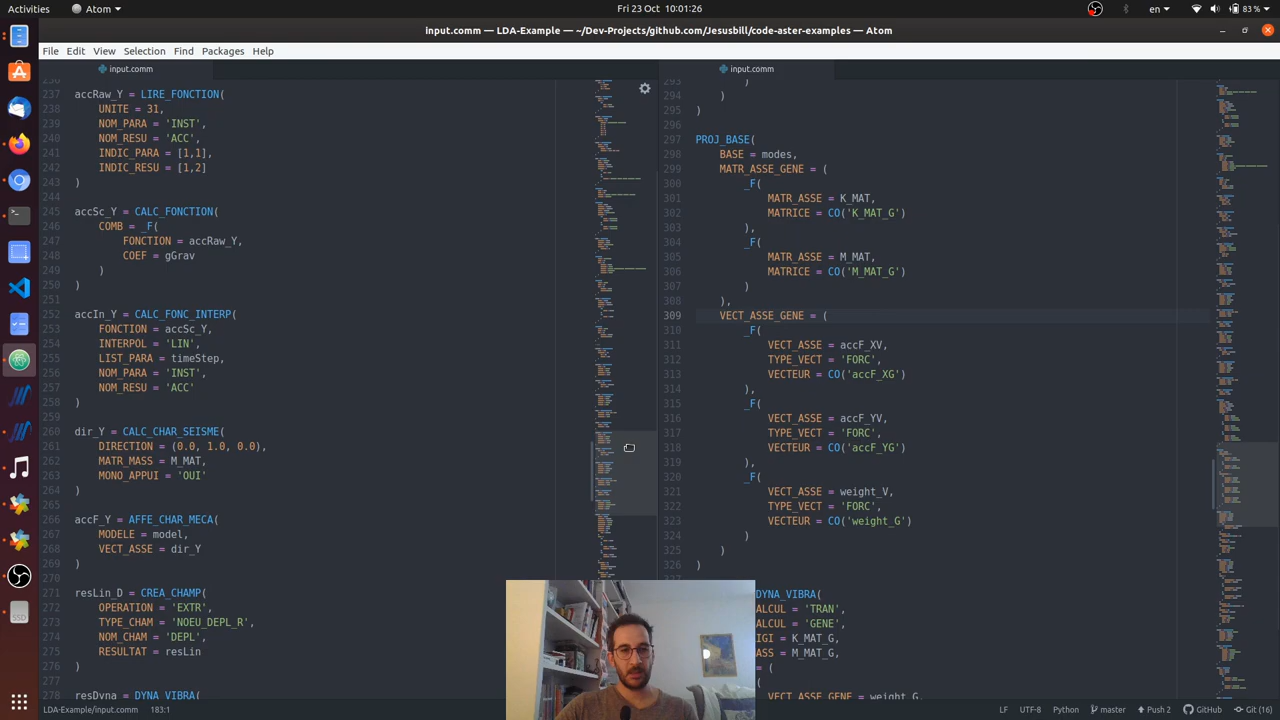 Activities
Atom
Fri 23 Oct 10:01:26
en
83 %
input.comm — LDA-Example — ~/Dev-Projects/github.com/Jesusbill/code-aster-examples — Atom
File Edit View Selection Find Packages Help
input.comm
237 accRaw_Y = LIRE_FONCTION(
238 UNITE = 31,
239 NOM_PARA = 'INST',
240 NOM_RESU = 'ACC',
241 INDIC_PARA = [1,1],
242 INDIC_RESU = [1,2]
243 )
244
245 accSc_Y = CALC_FONCTION(
246 COMB = _F(
247 FONCTION = accRaw_Y,
248 COEF = gGrav
249 )
250 )
251
252 accIn_Y = CALC_FONC_INTERP(
253 FONCTION = accSc_Y,
254 INTERPOL = 'LIN',
255 LIST_PARA = timeStep,
256 NOM_PARA = 'INST',
257 NOM_RESU = 'ACC'
258 )
259
260 dir_Y = CALC_CHAR_SEISME(
261 DIRECTION = (0.0, 1.0, 0.0),
262 MATR_MASS = M_MAT,
263 MONO_APPUI = 'OUI'
264 )
265
266 accF_Y = AFFE_CHAR_MECA(
267 MODELE = model,
268 VECT_ASSE = dir_Y
269 )
270
271 resLin_D = CREA_CHAMP(
272 OPERATION = 'EXTR',
273 TYPE_CHAM = 'NOEU_DEPL_R',
274 NOM_CHAM = 'DEPL',
275 RESULTAT = resLin
276 )
277
278 resDyna = DYNA_VIBRA(
input.comm
293 )
294 )
295 )
296
297 PROJ_BASE(
298 BASE = modes,
299 MATR_ASSE_GENE = (
300 _F(
301 MATR_ASSE = K_MAT,
302 MATRICE = CO('K_MAT_G')
303 ),
304 _F(
305 MATR_ASSE = M_MAT,
306 MATRICE = CO('M_MAT_G')
307 )
308 ),
309 VECT_ASSE_GENE = (
310 _F(
311 VECT_ASSE = accF_XV,
312 TYPE_VECT = 'FORC',
313 VECTEUR = CO('accF_XG')
314 ),
315 _F(
316 VECT_ASSE = accF_YV,
317 TYPE_VECT = 'FORC',
318 VECTEUR = CO('accF_YG')
319 ),
320 _F(
321 VECT_ASSE = weight_V,
322 TYPE_VECT = 'FORC',
323 VECTEUR = CO('weight_G')
324 )
325 )
326 )
DYNA_VIBRA(
ALCUL = 'TRAN',
ALCUL = 'GENE',
IGI = K_MAT_G,
ASS = M_MAT_G,
= (
(
VECT_ASSE_GENE = weight_G,
LDA-Example/input.comm 183:1
LF UTF-8 Python master Push 2 GitHub Git (16)
SSD